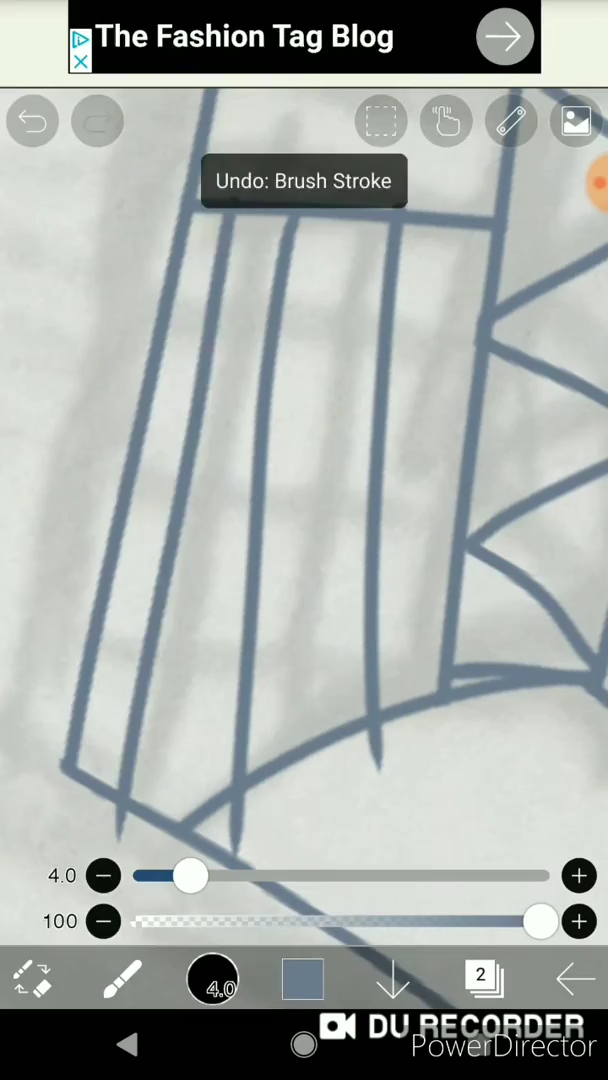 The Fashion Tag Blog
Undo: Brush Stroke
4.0
100
4.0
2
DU RECORDER
PowerDirector